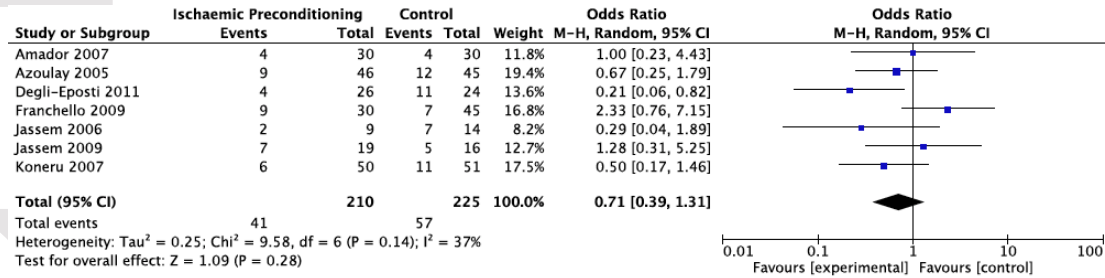 Ischaemic Preconditioning Control Odds Ratio Odds Ratio
Study or Subgroup Events Total Events Total Weight M-H, Random, 95% CI M-H, Random, 95% CI
Amador 2007 4 30 4 30 11.8% 1.00 [0.23, 4.43]
Azoulay 2005 9 46 12 45 19.4% 0.67 [0.25, 1.79]
Degli-Eposti 2011 4 26 11 24 13.6% 0.21 [0.06, 0.82]
Franchello 2009 9 30 7 45 16.8% 2.33 [0.76, 7.15]
Jassem 2006 2 9 7 14 8.2% 0.29 [0.04, 1.89]
Jassem 2009 7 19 5 16 12.7% 1.28 [0.31, 5.25]
Koneru 2007 6 50 11 51 17.5% 0.50 [0.17, 1.46]
Total (95% CI) 210 225 100.0% 0.71 [0.39, 1.31]
Total events 41 57
Heterogeneity: Tau² = 0.25; Chi² = 9.58, df = 6 (P = 0.14); I² = 37%
Test for overall effect: Z = 1.09 (P = 0.28)
0.01 0.1 1 10 100
Favours [experimental] Favours [control]